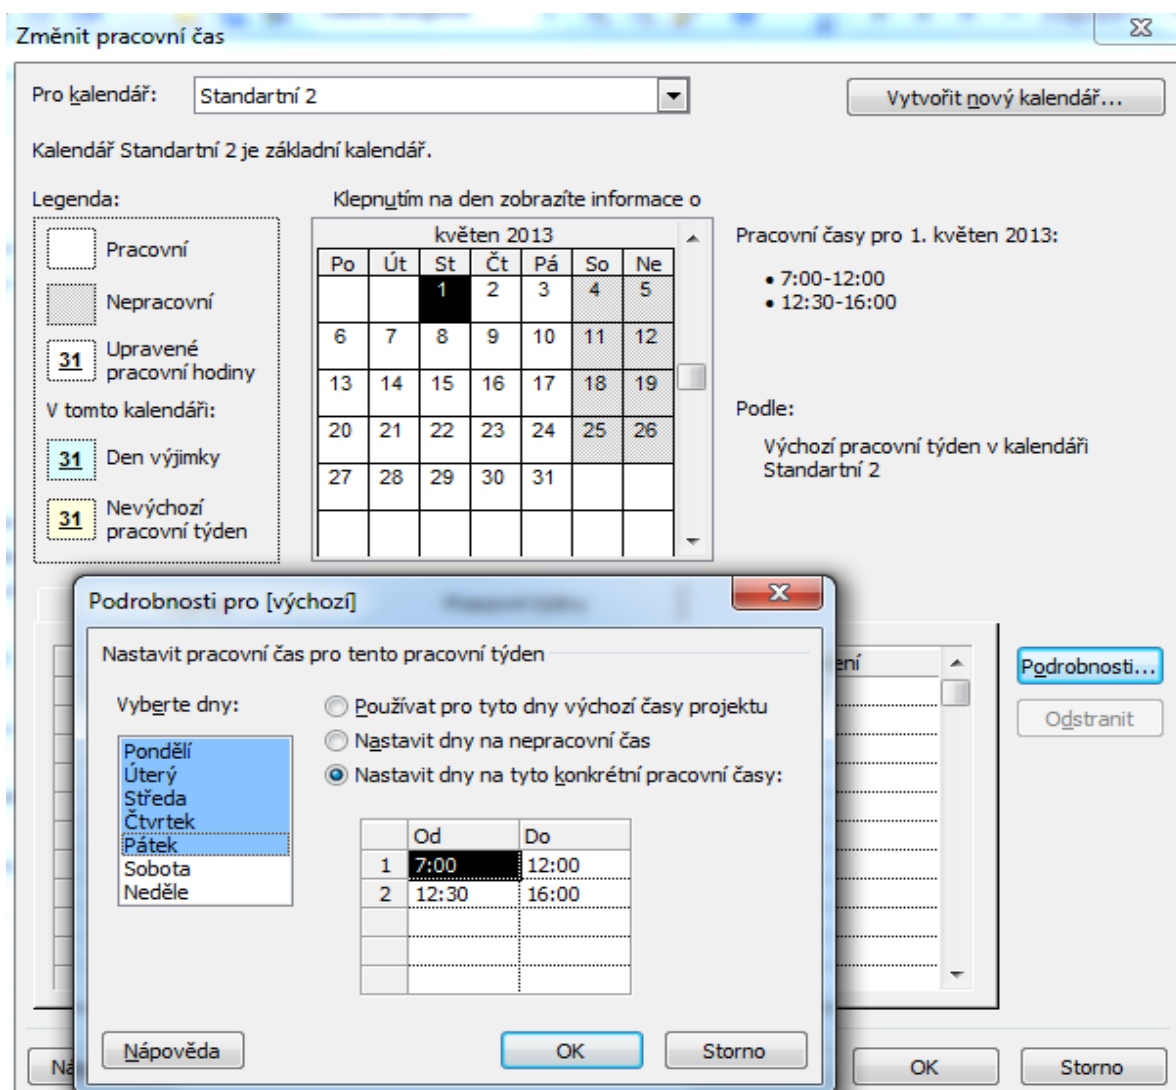 Změnit pracovní čas
Pro kalendář: Standartní 2 Vytvořit nový kalendář...
Kalendář Standartní 2 je základní kalendář.
Legenda:
Pracovní
Nepracovní
31 Upravené
pracovní hodiny
V tomto kalendáři:
31 Den výjimky
31 Nevýchozí
pracovní týden
Klepnutím na den zobrazíte informace o
květen 2013
Po Út St Čt Pá So Ne
1 2 3 4 5
6 7 8 9 10 11 12
13 14 15 16 17 18 19
20 21 22 23 24 25 26
27 28 29 30 31
Pracovní časy pro 1. květen 2013:
• 7:00-12:00
• 12:30-16:00
Podle:
Výchozí pracovní týden v kalendáři
Standartní 2
Podrobnosti pro [výchozí]
Nastavit pracovní čas pro tento pracovní týden
Vyberte dny:
Pondělí
Úterý
Středa
Čtvrtek
Pátek
Sobota
Neděle
Používat pro tyto dny výchozí časy projektu
Nastavit dny na nepracovní čas
Nastavit dny na tyto konkrétní pracovní časy:
Od Do
1 7:00 12:00
2 12:30 16:00
Nápověda OK Storno
Podrobnosti...
Odstranit
OK Storno